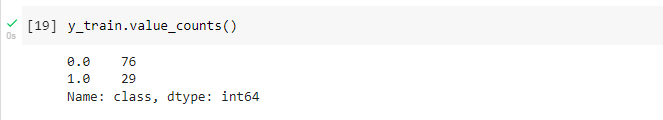 [19] y_train.value_counts()
0s
0.0    76
1.0    29
Name: class, dtype: int64